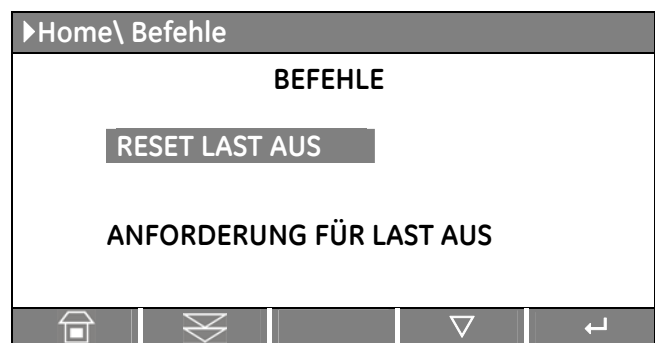 Home\ Befehle
BEFEHLE
RESET LAST AUS
ANFORDERUNG FÜR LAST AUS